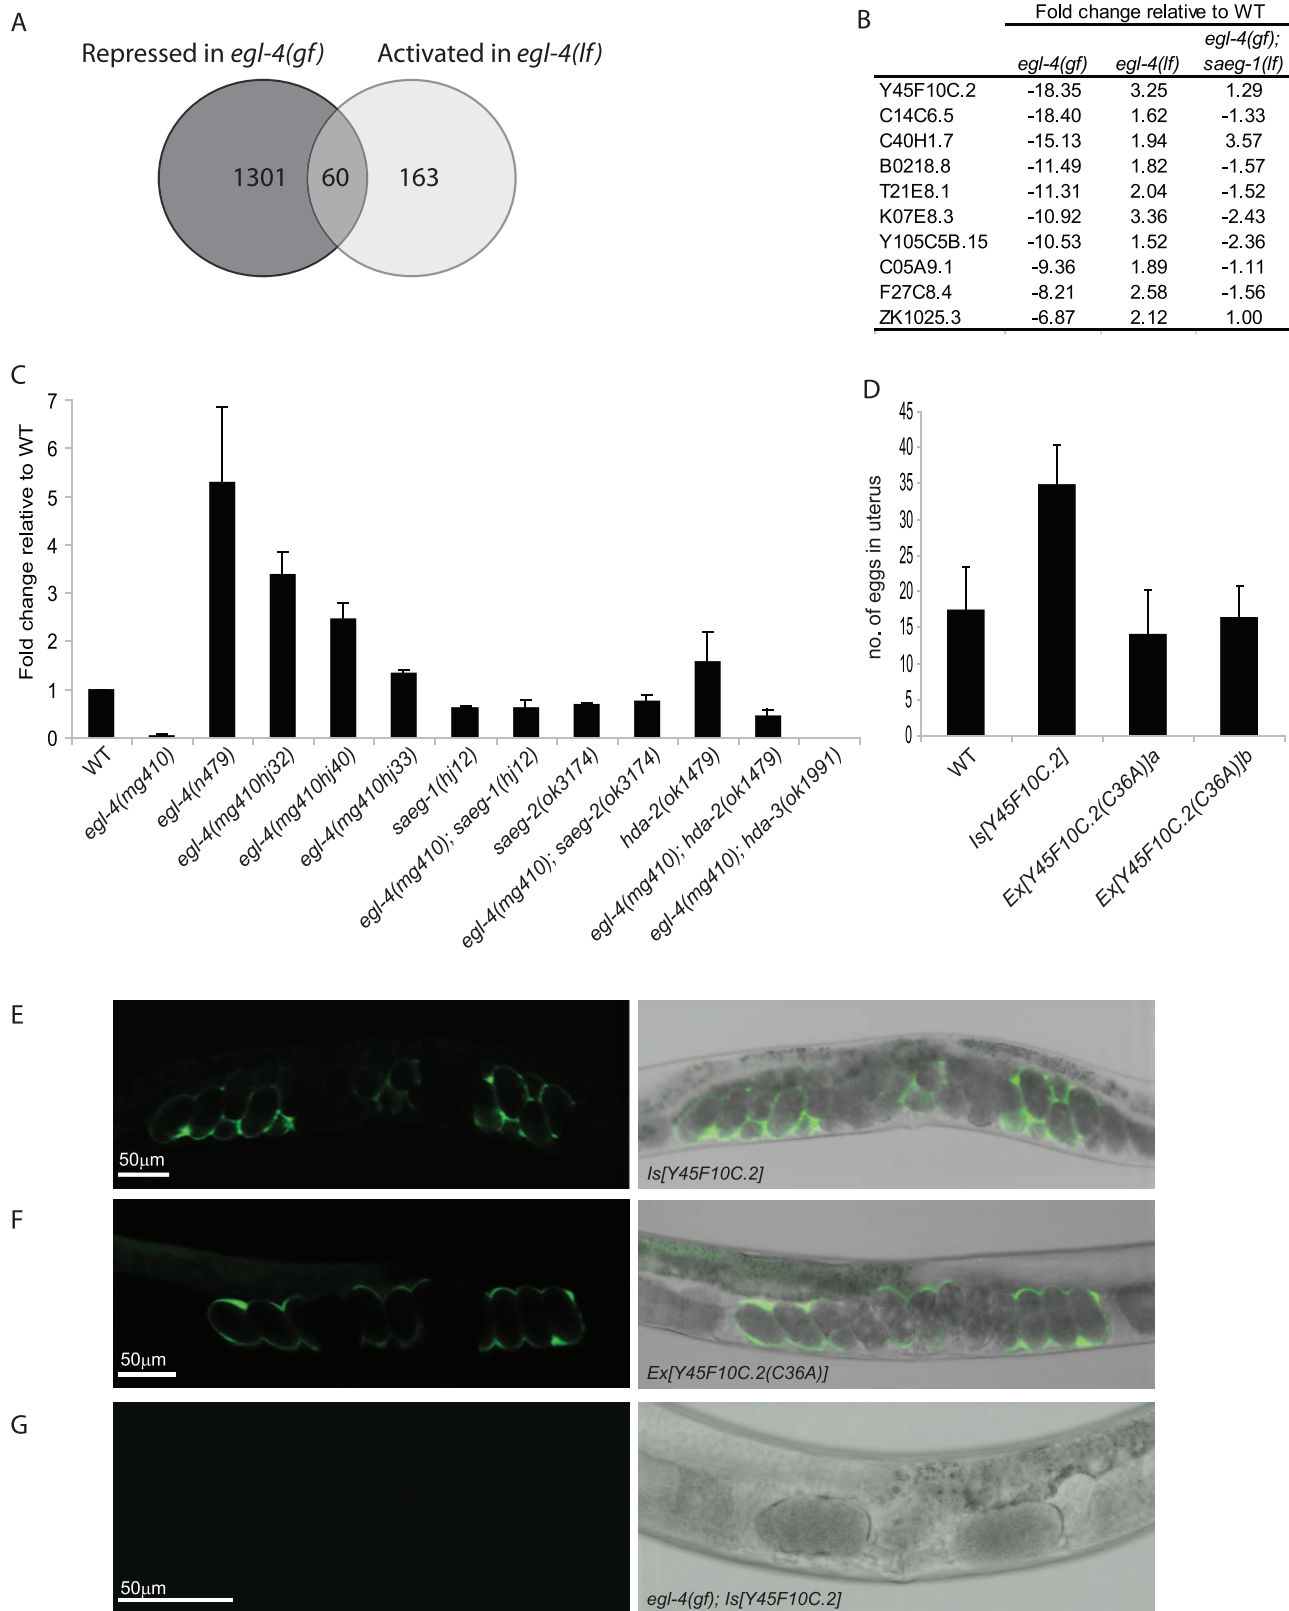 A
Repressed in egl-4(gf)
Activated in egl-4(lf)
1301
60
163
B
Fold change relative to WT
egl-4(gf)
egl-4(lf)
egl-4(gf);
saeg-1(lf)
Y45F10C.2 -18.35 3.25 1.29
C14C6.5 -18.40 1.62 -1.33
C40H1.7 -15.13 1.94 3.57
B0218.8 -11.49 1.82 -1.57
T21E8.1 -11.31 2.04 -1.52
K07E8.3 -10.92 3.36 -2.43
Y105C5B.15 -10.53 1.52 -2.36
C05A9.1 -9.36 1.89 -1.11
F27C8.4 -8.21 2.58 -1.56
ZK1025.3 -6.87 2.12 1.00
C
Fold change relative to WT
7
6
5
4
3
2
1
0
WT
egl-4(mg410)
egl-4(n479)
egl-4(mg410hj32)
egl-4(mg410hj40)
egl-4(mg410hj33)
saeg-1(hj12)
egl-4(mg410); saeg-1(hj12)
saeg-2(ok3174)
egl-4(mg410); saeg-2(ok3174)
hda-2(ok1479)
egl-4(mg410); hda-2(ok1479)
egl-4(mg410); hda-3(ok1991)
D
no. of eggs in uterus
45
40
35
30
25
20
15
10
5
0
WT
Is[Y45F10C.2]
Ex[Y45F10C.2(C36A)]a
Ex[Y45F10C.2(C36A)]b
E
50µm
Is[Y45F10C.2]
F
50µm
Ex[Y45F10C.2(C36A)]
G
50µm
egl-4(gf); Is[Y45F10C.2]